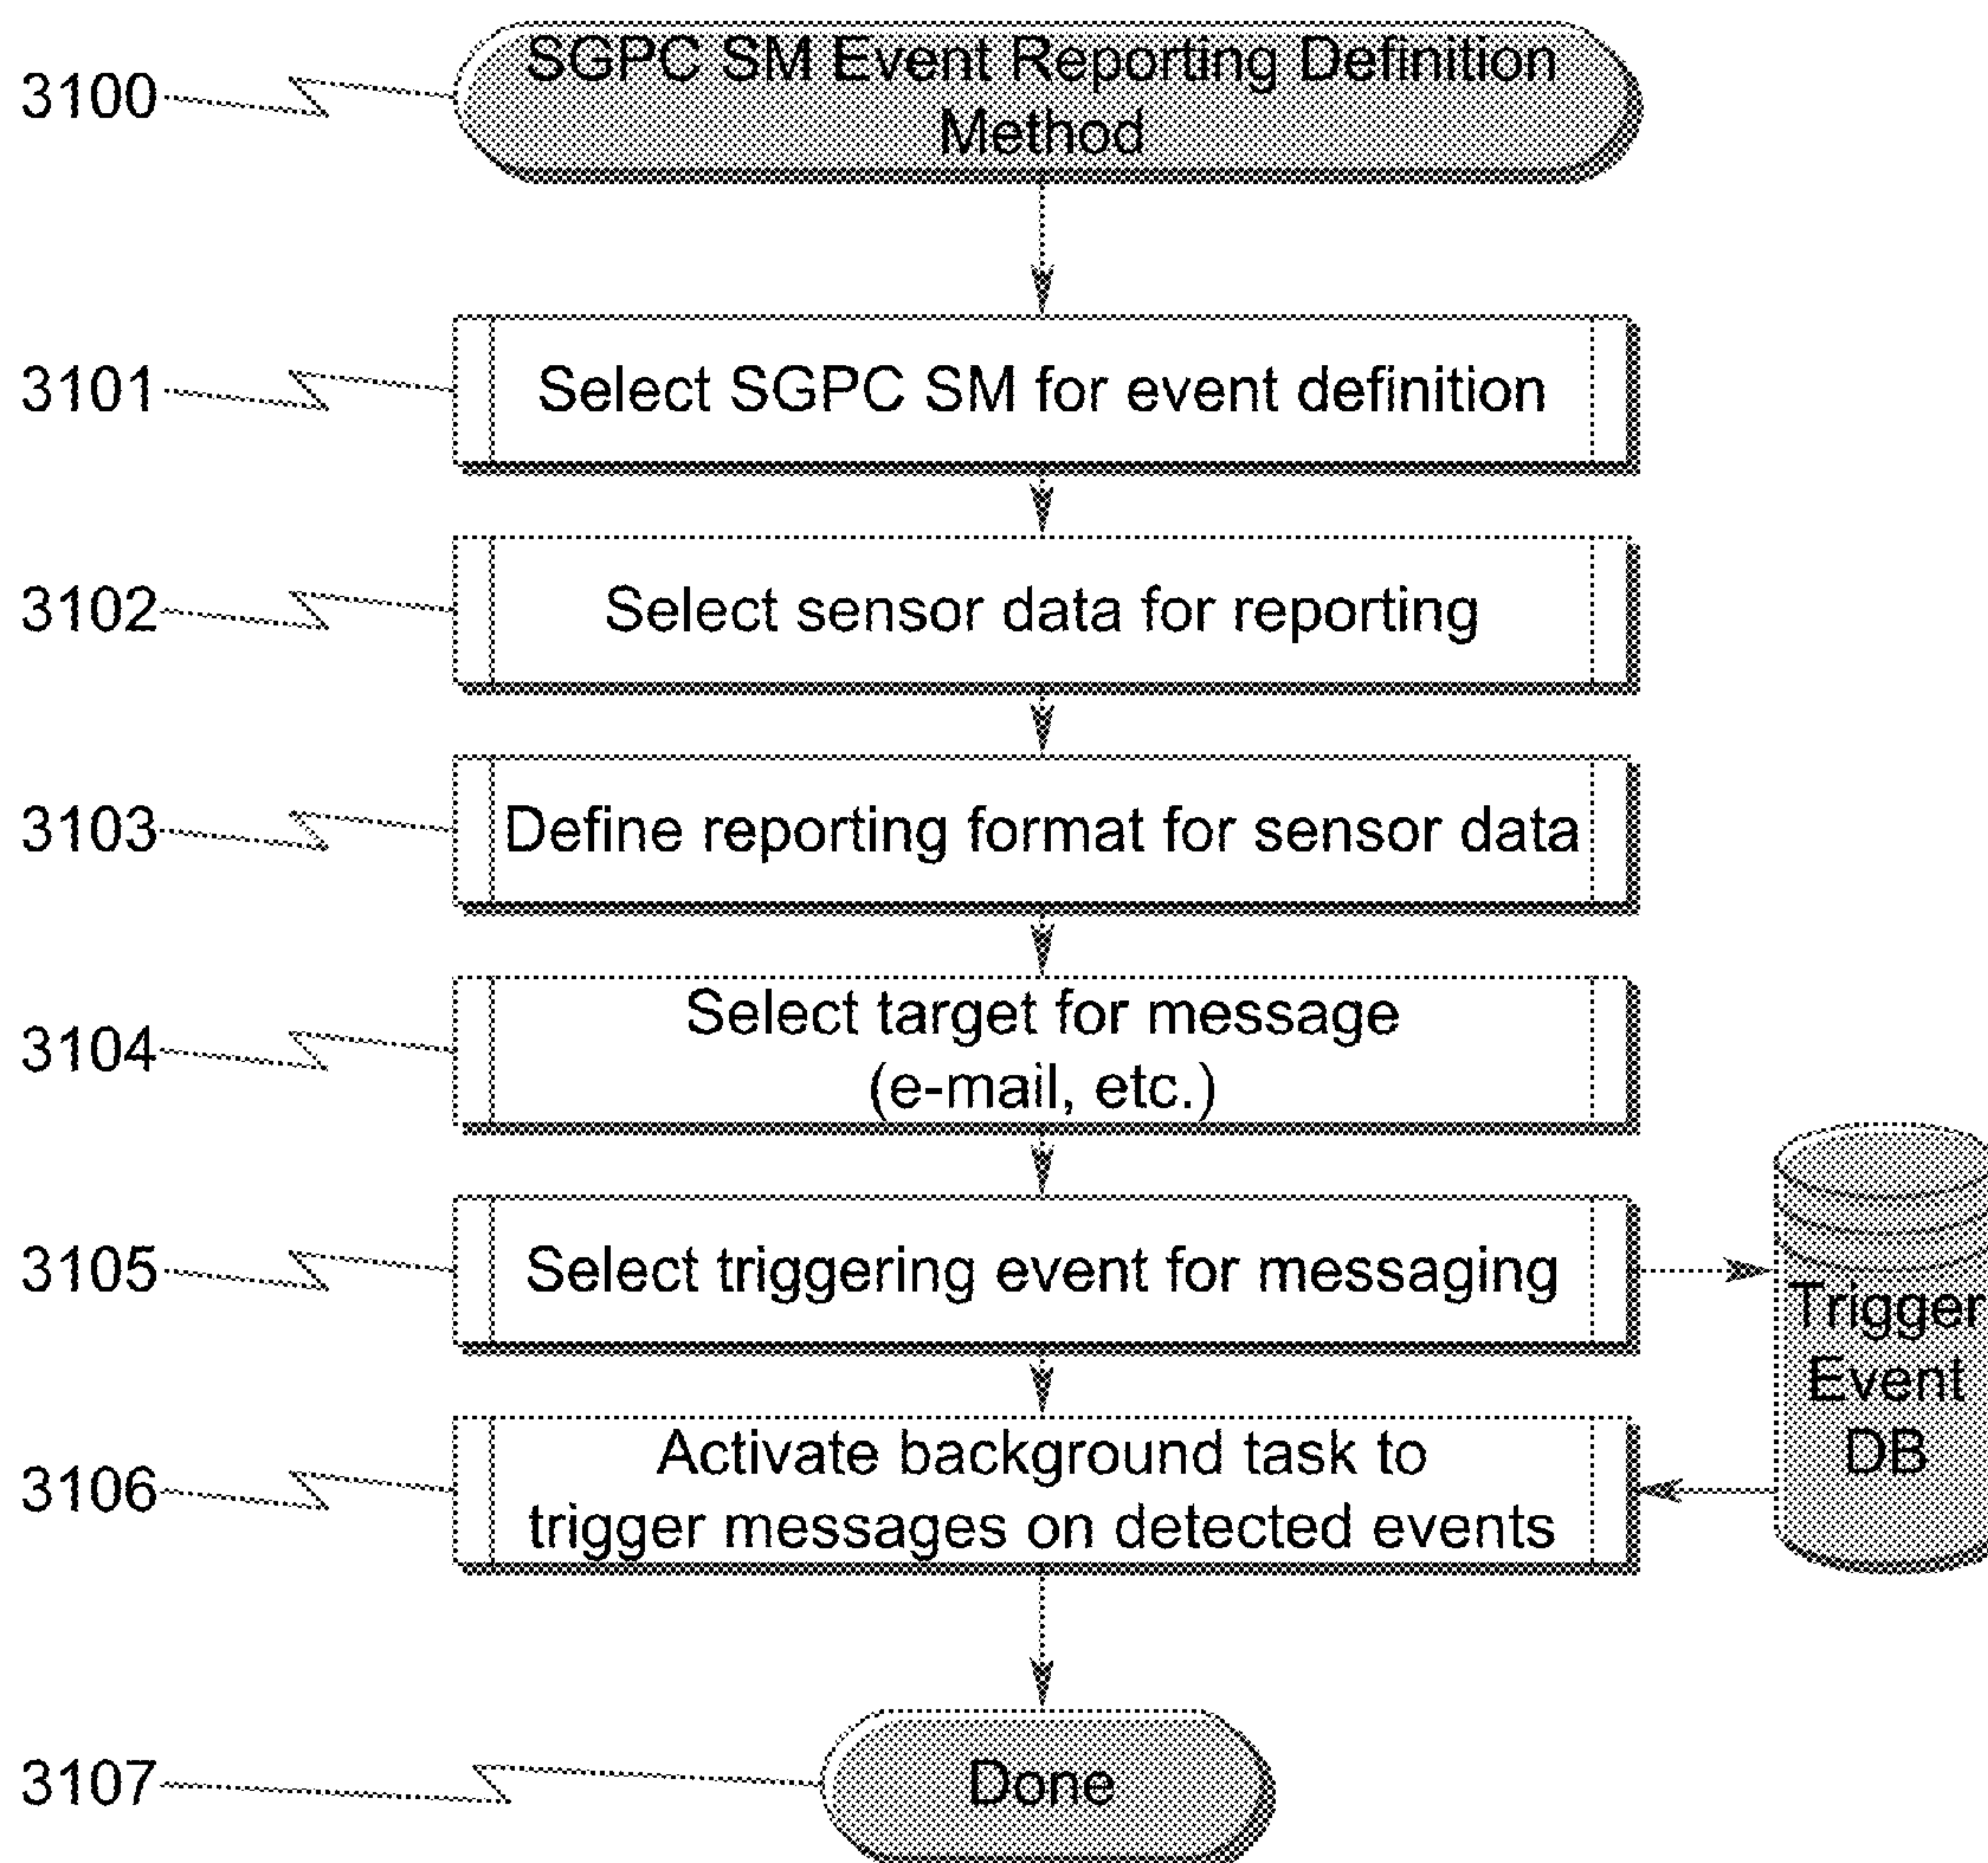 3100
SGPC SM Event Reporting Definition
Method
3101
Select SGPC SM for event definition
3102
Select sensor data for reporting
3103
Define reporting format for sensor data
3104
Select target for message
(e-mail, etc.)
3105
Select triggering event for messaging
Trigger
Event
DB
3106
Activate background task to
trigger messages on detected events
3107
Done